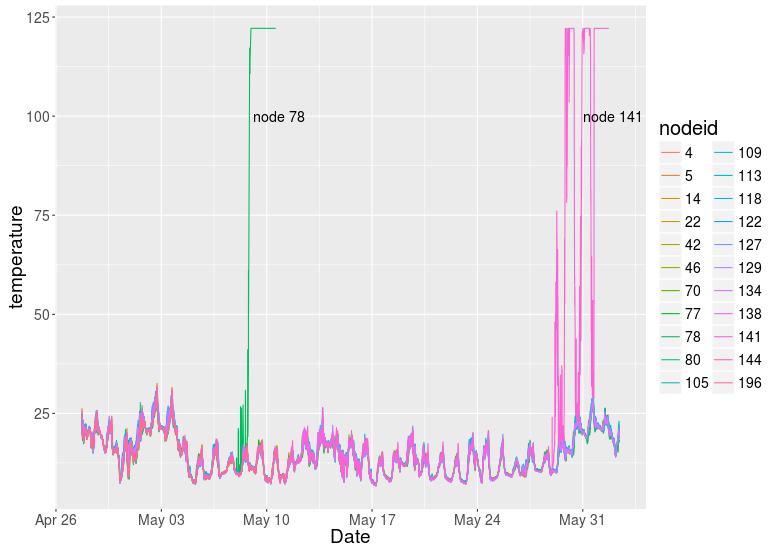 125
100
75
50
25
temperature
node 78
node 141
Apr 26
May 03
May 10
May 17
May 24
May 31
Date
nodeid
4
5
14
22
42
46
70
77
78
80
105
109
113
118
122
127
129
134
138
141
144
196